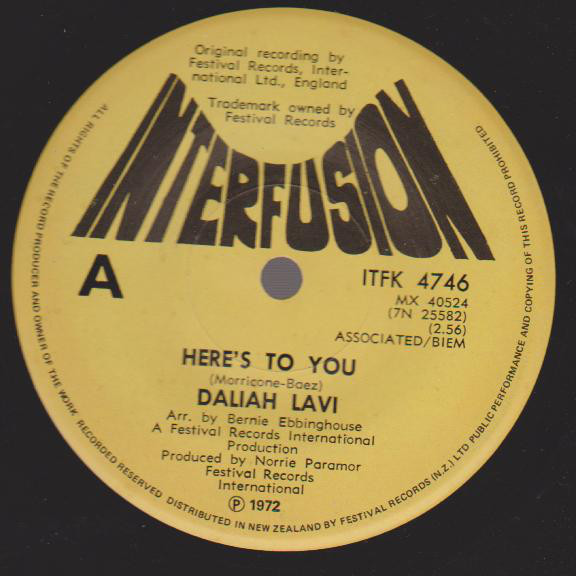 Original recording by
Festival Records, Inter-
national Ltd., England
Trademark owned by
Festival Records
INTERFUSION
A
ITFK 4746
MX 40524
(7N 25582)
(2.56)
ASSOCIATED/BIEM
HERE'S TO YOU
(Morricone-Baez)
DALIAH LAVI
Arr. by Bernie Ebbinghouse
A Festival Records International
Production
Produced by Norrie Paramor
Festival Records
International
Ⓟ 1972
ALL RIGHTS OF THE RECORD PRODUCER AND OWNER OF THE WORK RECORDED RESERVED DISTRIBUTED IN NEW ZEALAND BY FESTIVAL RECORDS (N.Z.) LTD PUBLIC PERFORMANCE AND COPYING OF THIS RECORD PROHIBITED